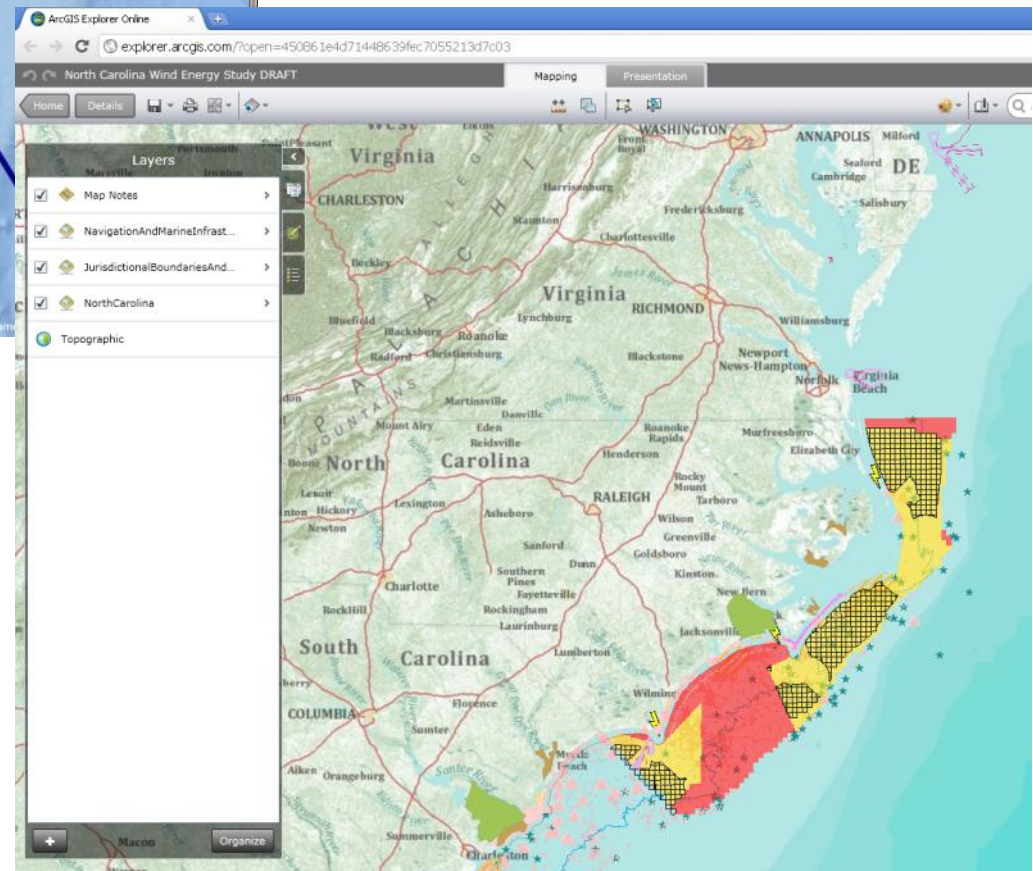 ArcGIS Explorer Online
explorer.arcgis.com/?open=450861e4d71448639fec7055213d7c03
North Carolina Wind Energy Study DRAFT
Mapping
Presentation
Home
Details
Layers
Map Notes
NavigationAndMarineInfrast...
JurisdictionalBoundariesAnd...
NorthCarolina
Topographic
Organize
WASHINGTON
ANNAPOLIS
Milford
Front Royal
Seaford
DE
Cambridge
Salisbury
Virginia
CHARLESTON
Harrisonburg
Staunton
Fredericksburg
Charlottesville
Beckley
James River
Virginia
RICHMOND
Lynchburg
Williamsburg
Bluefield
Blacksburg
Roanoke
Radford
Christiansburg
Blackstone
Newport
News-Hampton
Norfolk
Virginia
Beach
MOUNTAINS
Martinsville
Danville
Mount Airy
Eden
Reidsville
Roanoke
Rapids
Murfreesboro
Henderson
Elizabeth City
Boone
North
Carolina
Lenoir
Hickory
Lexington
Newton
Asheboro
RALEIGH
Rocky
Mount
Tarboro
Wilson
Greenville
Goldsboro
Sanford
Dunn
Kinston
Charlotte
Southern
Pines
Fayetteville
New Bern
RockHill
Rockingham
Laurinburg
Jacksonville
South
Carolina
Lumberton
Florence
COLUMBIA
Sumter
Aiken
Orangeburg
Summerville
Macon